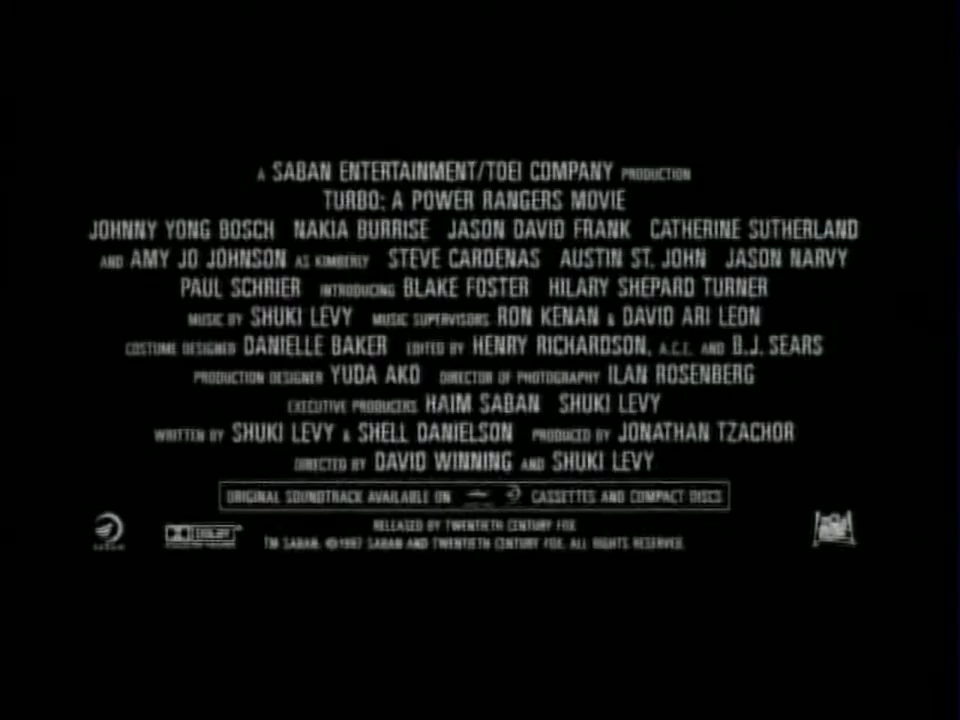 A SABAN ENTERTAINMENT/TOEI COMPANY PRODUCTION
TURBO: A POWER RANGERS MOVIE
JOHNNY YONG BOSCH NAKIA BURRISE JASON DAVID FRANK CATHERINE SUTHERLAND
AND AMY JO JOHNSON AS KIMBERLY STEVE CARDENAS AUSTIN ST. JOHN JASON NARVY
PAUL SCHRIER INTRODUCING BLAKE FOSTER HILARY SHEPARD TURNER
MUSIC BY SHUKI LEVY MUSIC SUPERVISORS RON KENAN & DAVID ARI LEON
COSTUME DESIGNER DANIELLE BAKER EDITED BY HENRY RICHARDSON, A.C.E. AND B.J. SEARS
PRODUCTION DESIGNER YUDA AKO DIRECTOR OF PHOTOGRAPHY ILAN ROSENBERG
EXECUTIVE PRODUCERS HAIM SABAN SHUKI LEVY
WRITTEN BY SHUKI LEVY & SHELL DANIELSON PRODUCED BY JONATHAN TZACHOR
DIRECTED BY DAVID WINNING AND SHUKI LEVY
ORIGINAL SOUNDTRACK AVAILABLE ON CASSETTES AND COMPACT DISCS
RELEASED BY TWENTIETH CENTURY FOX
SABAN DOLBY TM SABAN. ©1997 SABAN AND TWENTIETH CENTURY FOX. ALL RIGHTS RESERVED.